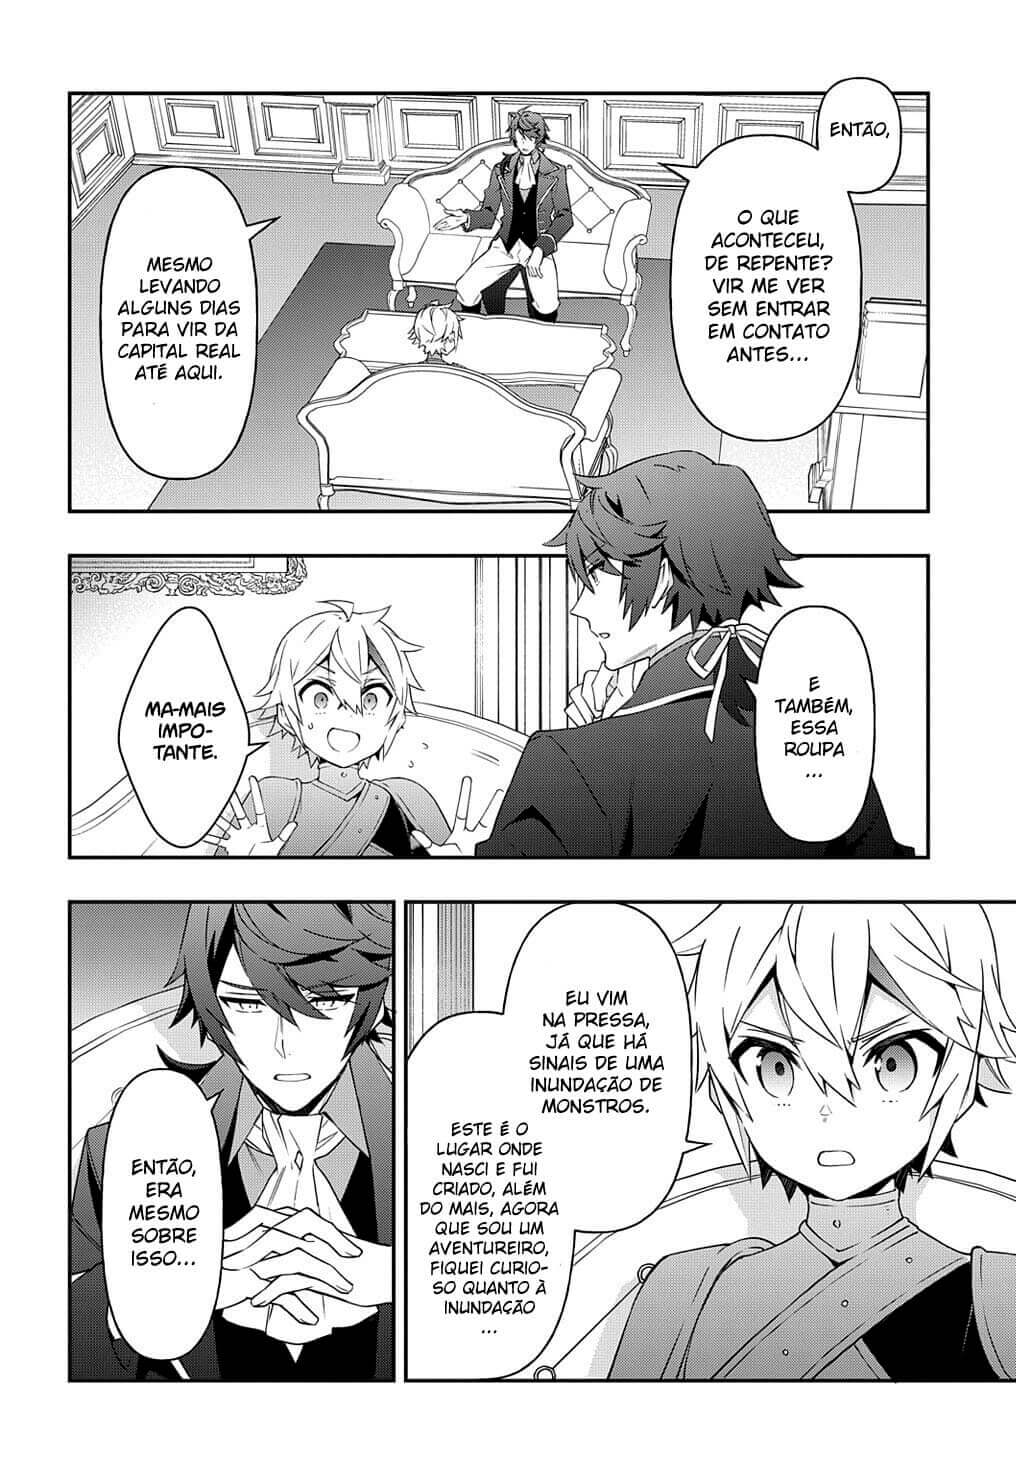 ENTÃO,
O QUE
ACONTECEU,
DE REPENTE?
VIR ME VER
SEM ENTRAR
EM CONTATO
ANTES...
MESMO
LEVANDO
ALGUNS DIAS
PARA VIR DA
CAPITAL REAL
ATÉ AQUI.
E
TAMBÉM,
ESSA
ROUPA
...
MA-MAIS
IMPO-
TANTE.
EU VIM
NA PRESSA,
JÁ QUE HÁ
SINAIS DE UMA
INUNDAÇÃO DE
MONSTROS.
ESTE É O
LUGAR ONDE
NASCI E FUI
CRIADO, ALÉM
DO MAIS, AGORA
QUE SOU UM
AVENTUREIRO,
FIQUEI CURIO-
SO QUANTO À
INUNDAÇÃO
...
ENTÃO,
ERA
MESMO
SOBRE
ISSO...